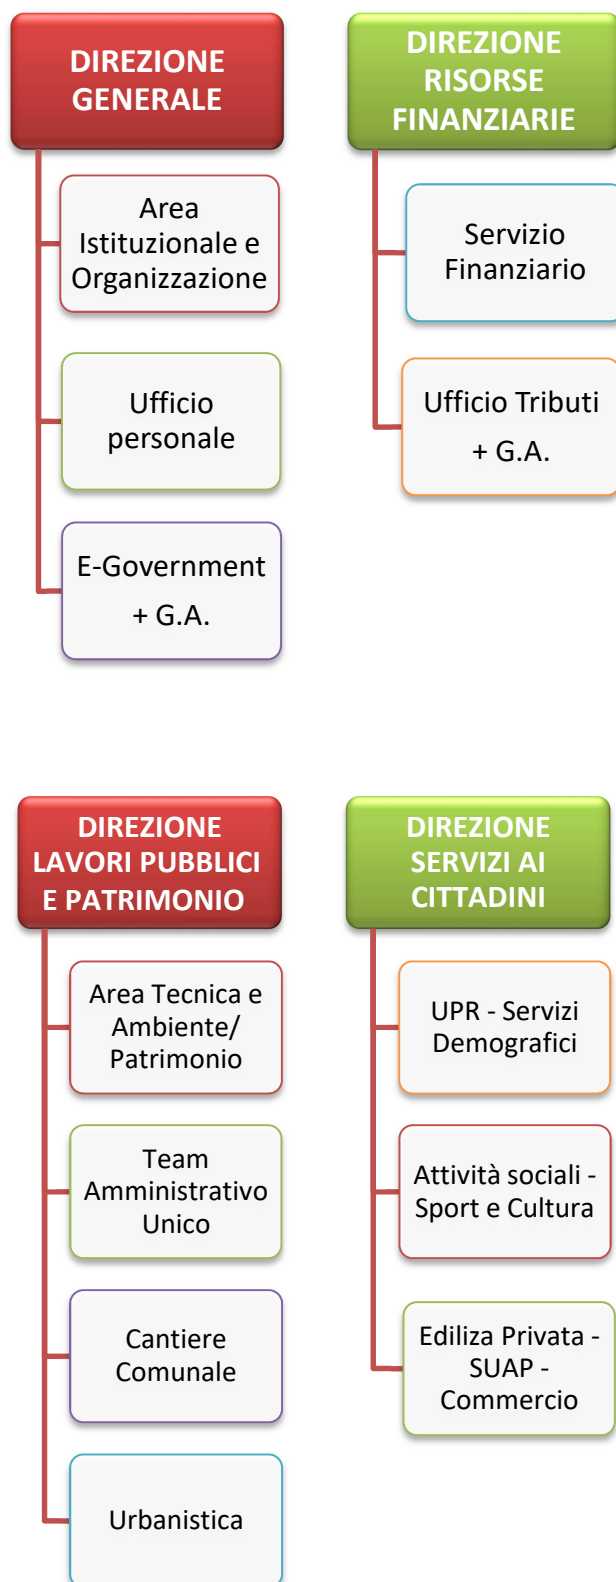 DIREZIONE
GENERALE
Area
Istituzionale e
Organizzazione
Ufficio
personale
E-Government
+ G.A.
DIREZIONE
RISORSE
FINANZIARIE
Servizio
Finanziario
Ufficio Tributi
+ G.A.
DIREZIONE
LAVORI PUBBLICI
E PATRIMONIO
Area Tecnica e
Ambiente/
Patrimonio
Team
Amministrativo
Unico
Cantiere
Comunale
Urbanistica
DIREZIONE
SERVIZI AI
CITTADINI
UPR - Servizi
Demografici
Attività sociali -
Sport e Cultura
Ediliza Privata -
SUAP -
Commercio